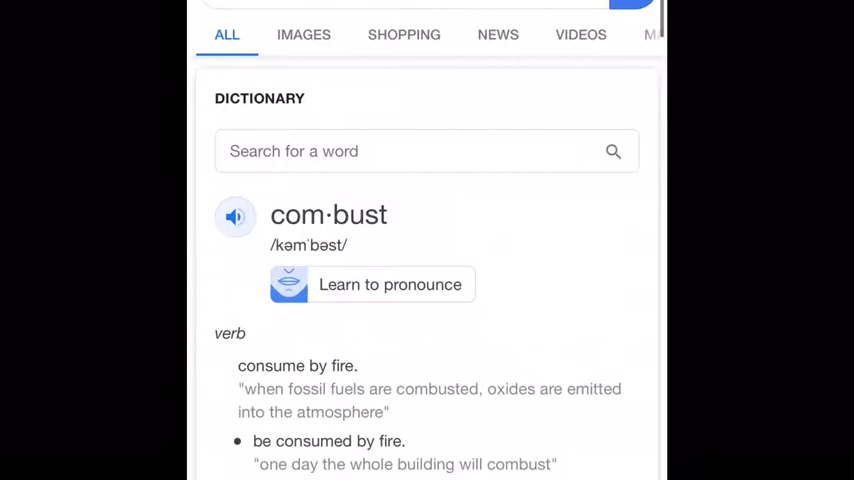 ALL IMAGES SHOPPING NEWS VIDEOS
DICTIONARY
Search for a word
com·bust
/kəmˈbəst/
Learn to pronounce
verb
consume by fire.
"when fossil fuels are combusted, oxides are emitted
into the atmosphere"
• be consumed by fire.
"one day the whole building will combust"